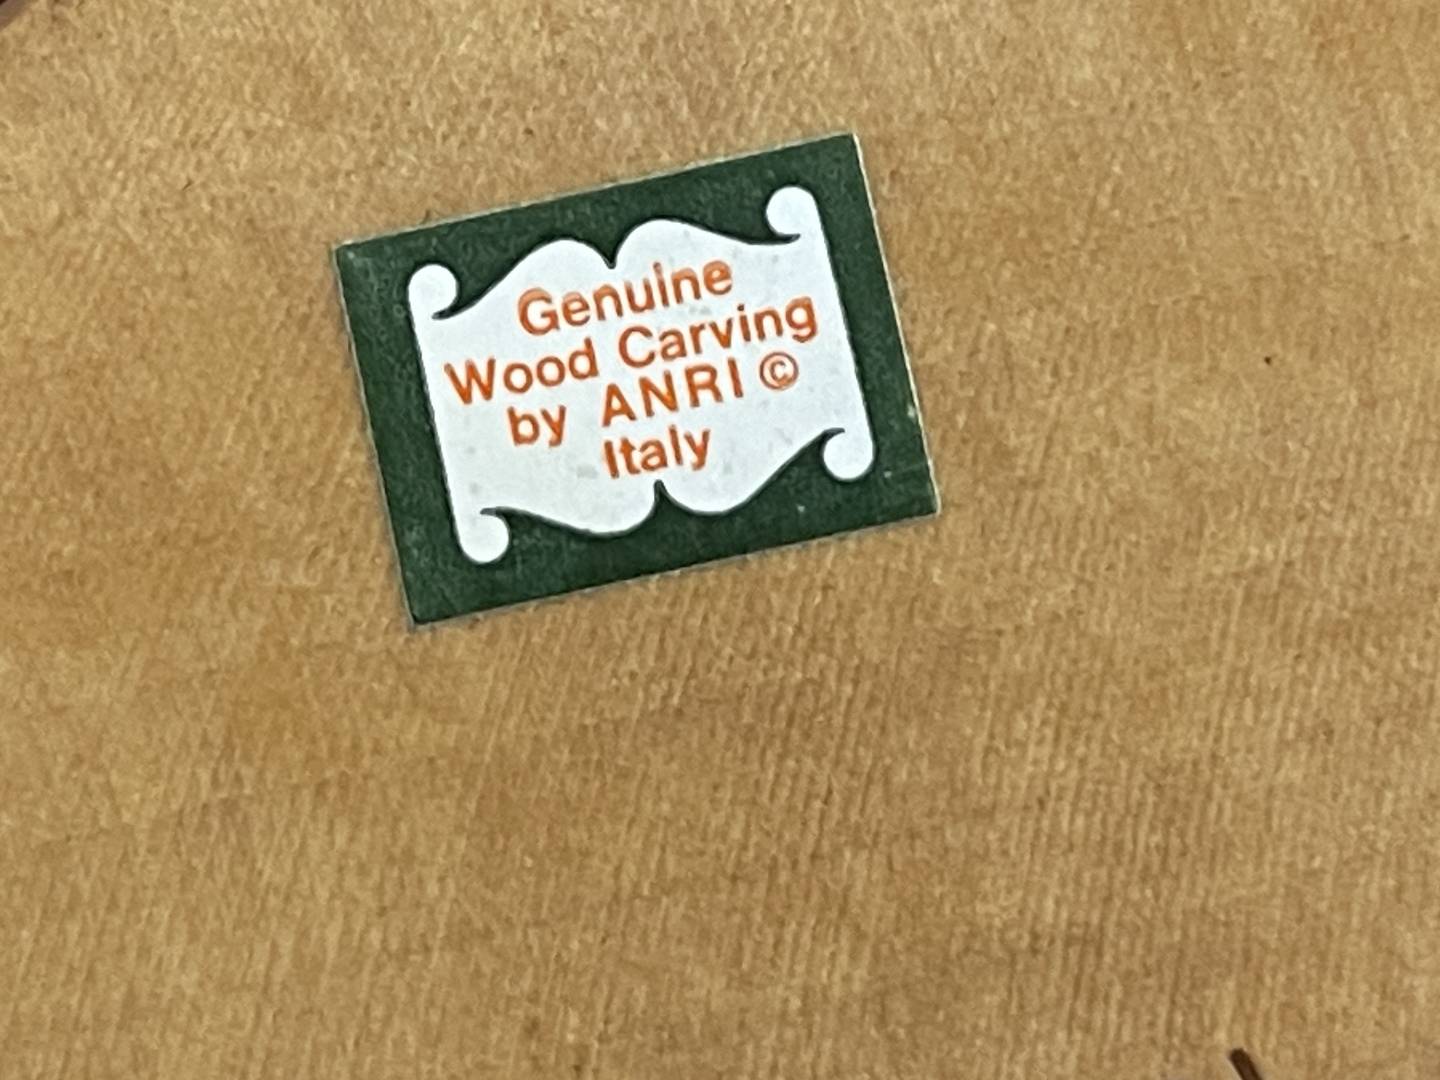 Genuine
Wood Carving
by ANRI ©
Italy